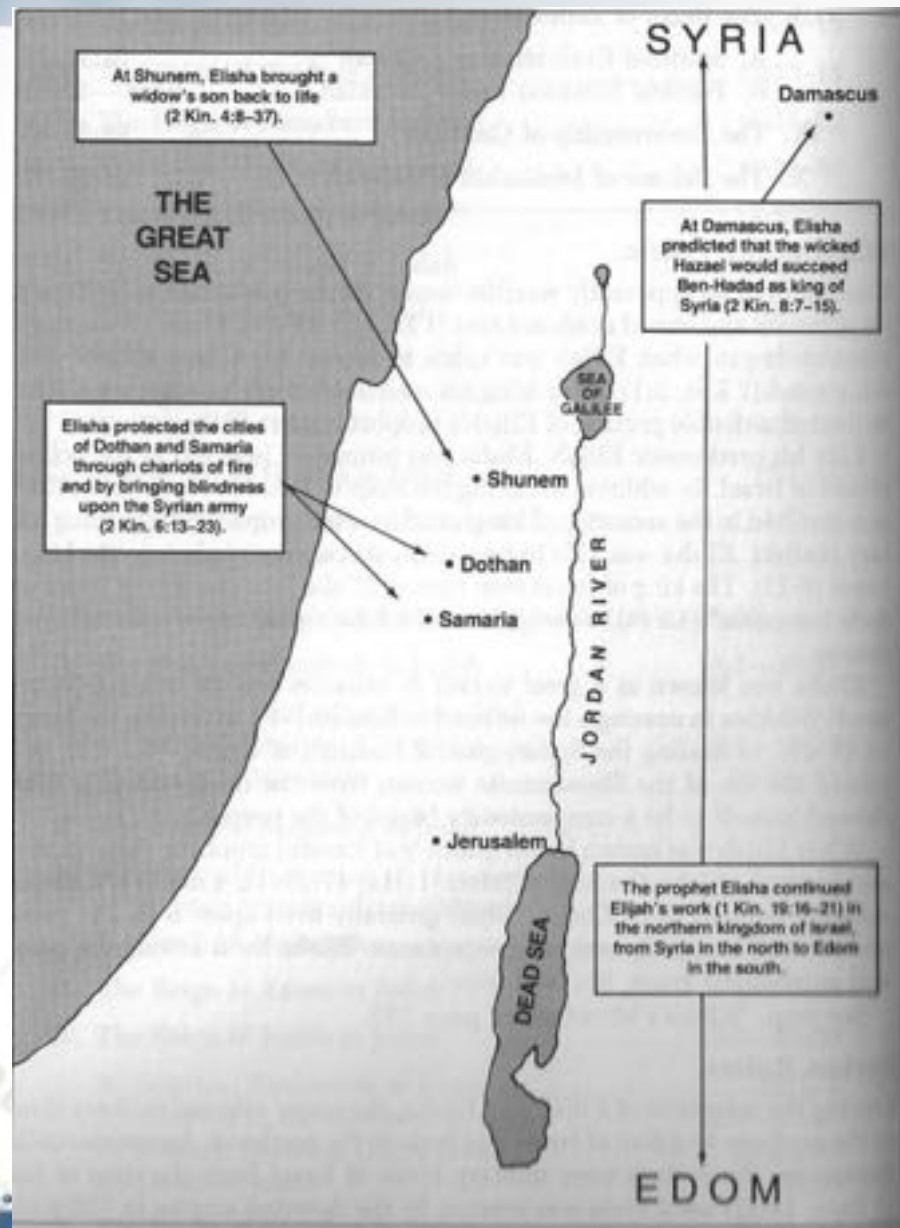 SYRIA
Damascus
At Shunem, Elisha brought a
widow's son back to life
(2 Kin. 4:8–37).
THE
GREAT
SEA
At Damascus, Elisha
predicted that the wicked
Hazael would succeed
Ben-Hadad as king of
Syria (2 Kin. 8:7–15).
SEA
OF
GALILEE
Elisha protected the cities
of Dothan and Samaria
through chariots of fire
and by bringing blindness
upon the Syrian army
(2 Kin. 6:13–23).
Shunem
Dothan
Samaria
JORDAN RIVER
Jerusalem
The prophet Elisha continued
Elijah's work (1 Kin. 19:16–21) in
the northern kingdom of Israel,
from Syria in the north to Edom
in the south.
DEAD SEA
EDOM